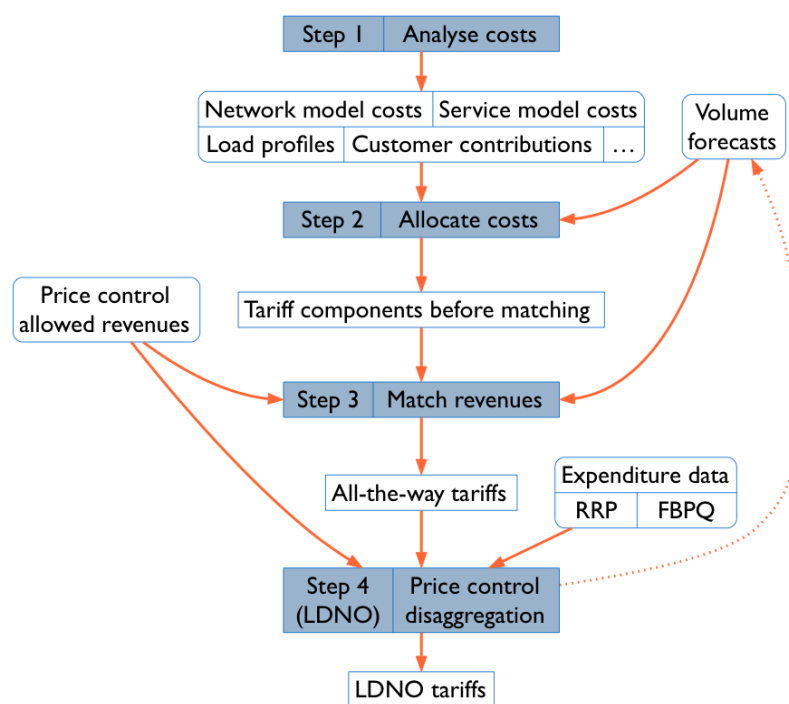 Step 1 Analyse costs
Network model costs Service model costs
Load profiles Customer contributions ...
Volume
forecasts
Step 2 Allocate costs
Price control
allowed revenues
Tariff components before matching
Step 3 Match revenues
All-the-way tariffs
Expenditure data
RRP FBPQ
Step 4
(LDNO)
Price control
disaggregation
LDNO tariffs